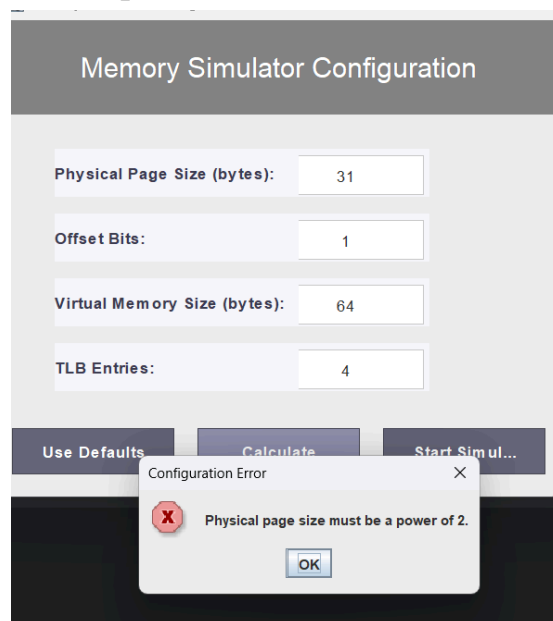 Memory Simulator Configuration
Physical Page Size (bytes): 31
Offset Bits: 1
Virtual Memory Size (bytes): 64
TLB Entries: 4
Use Defaults Calculate Start Simul...
Configuration Error
Physical page size must be a power of 2.
OK